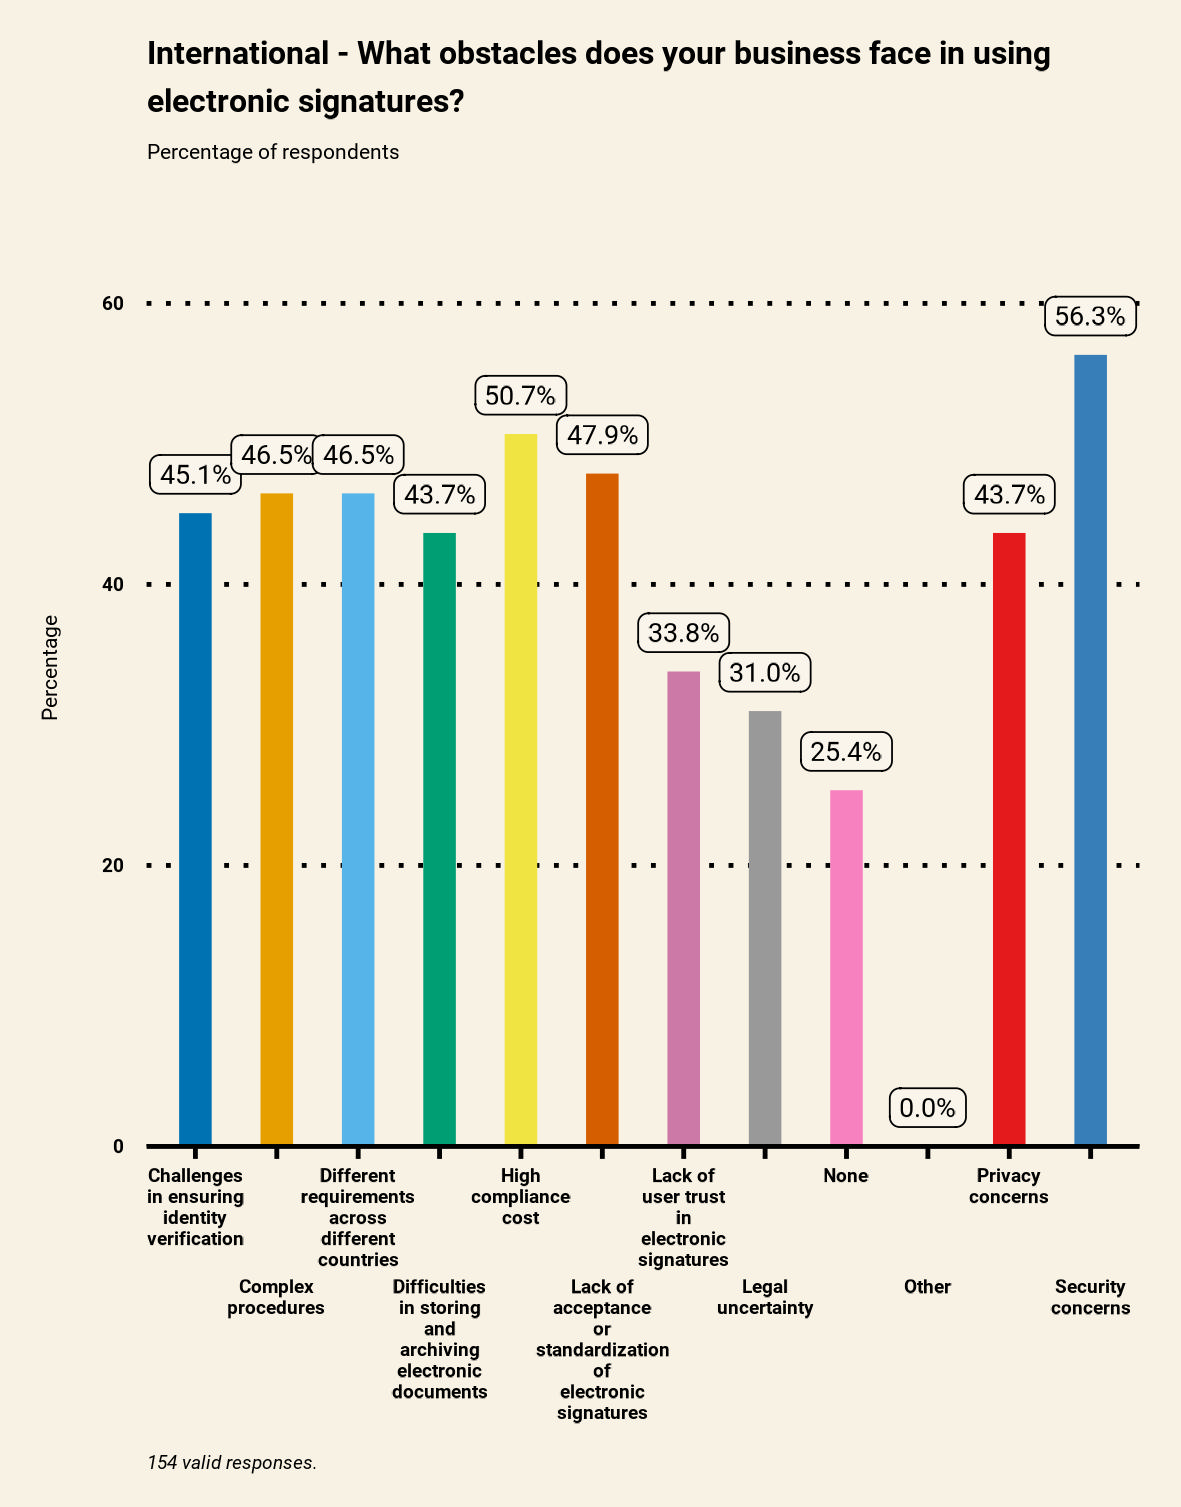 International - What obstacles does your business face in using
electronic signatures?
Percentage of respondents
60
40
20
0
Percentage
45.1%
46.5%
46.5%
43.7%
50.7%
47.9%
33.8%
31.0%
25.4%
0.0%
43.7%
56.3%
Challenges
in ensuring
identity
verification
Complex
procedures
Different
requirements
across
different
countries
Difficulties
in storing
and
archiving
electronic
documents
High
compliance
cost
Lack of
acceptance
or
standardization
of
electronic
signatures
Lack of
user trust
in
electronic
signatures
Legal
uncertainty
None
Other
Privacy
concerns
Security
concerns
154 valid responses.